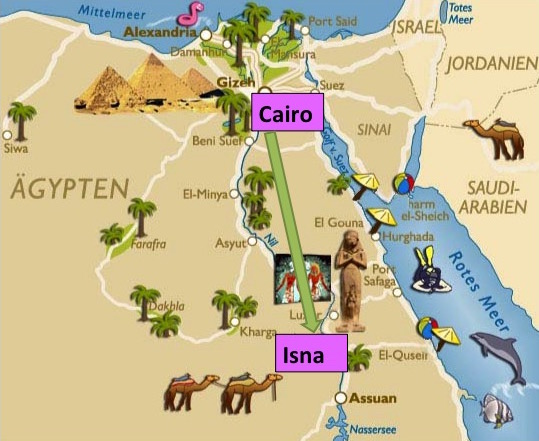 Mittelmeer
Totes
Meer
Port Said
Alexandria
ISRAEL
Damanhur
El-
Mansura
JORDANIEN
Gizeh
Suez
Cairo
SINAI
Golf v. Suez
Siwa
Beni Suef
SAUDI-
ARABIEN
ÄGYPTEN
El-Minya
harm
el-Sheich
El Gouna
Hurghada
Farafra
Asyut
Nil
Rotes Meer
Port
Safaga
Dakhla
Kharga
Isna
El-Quseir
Assuan
Nassersee